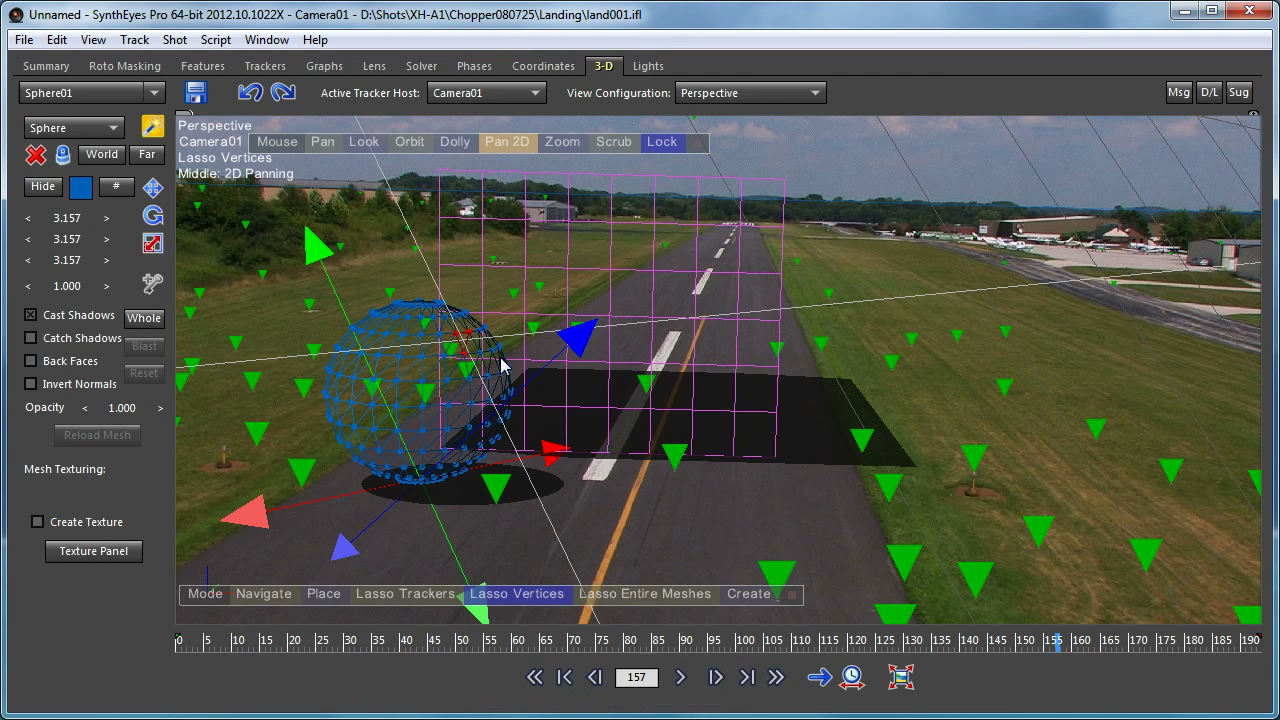 Unnamed - SynthEyes Pro 64-bit 2012.10.1022X - Camera01 - D:\Shots\XH-A1\Chopper080725\Landing\land001.ifl
File Edit View Track Shot Script Window Help
Summary Roto Masking Features Trackers Graphs Lens Solver Phases Coordinates 3-D Lights
Sphere01 Active Tracker Host: Camera01 View Configuration: Perspective Msg D/L Sug
Sphere
World Far
Hide #
< 3.157 >
< 3.157 >
< 3.157 >
< 1.000 >
Cast Shadows Whole
Catch Shadows Blast
Back Faces
Invert Normals Reset
Opacity < 1.000 >
Reload Mesh
Mesh Texturing:
Create Texture
Texture Panel
Perspective
Camera01 Mouse Pan Look Orbit Dolly Pan 2D Zoom Scrub Lock
Lasso Vertices
Middle: 2D Panning
Mode Navigate Place Lasso Trackers Lasso Vertices Lasso Entire Meshes Create
0 5 10 15 20 25 30 35 40 45 50 55 60 65 70 75 80 85 90 95 100 105 110 115 120 125 130 135 140 145 150 155 160 165 170 175 180 185 190
157